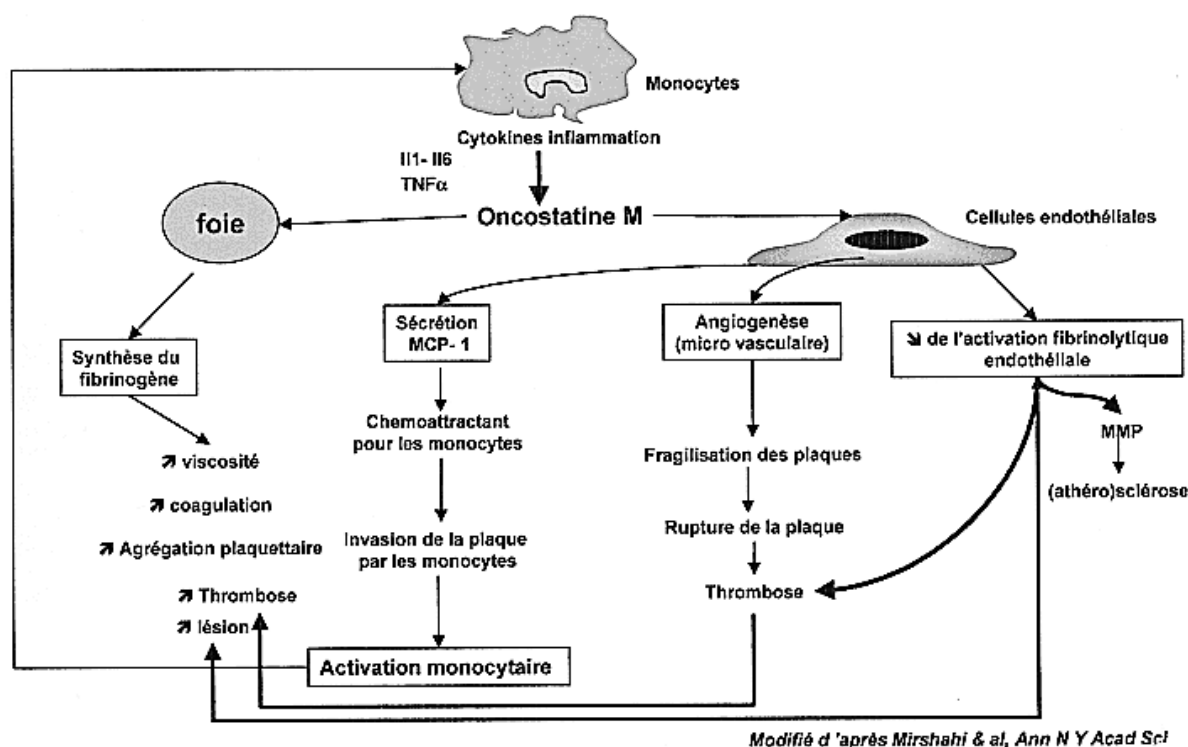 Monocytes
Cytokines inflammation
Il1- Il6
TNFα
foie
Oncostatine M
Cellules endothéliales
Sécrétion
MCP- 1
Angiogenèse
(micro vasculaire)
➘ de l'activation fibrinolytique
endothéliale
Synthèse du
fibrinogène
Chemoattractant
pour les monocytes
MMP
Fragilisation des plaques
➚ viscosité
(athéro)sclérose
➚ coagulation
Rupture de la plaque
Invasion de la plaque
par les monocytes
➚ Agrégation plaquettaire
Thrombose
➚ Thrombose
➚ lésion
Activation monocytaire
Modifié d 'après Mirshahi & al, Ann N Y Acad Sci